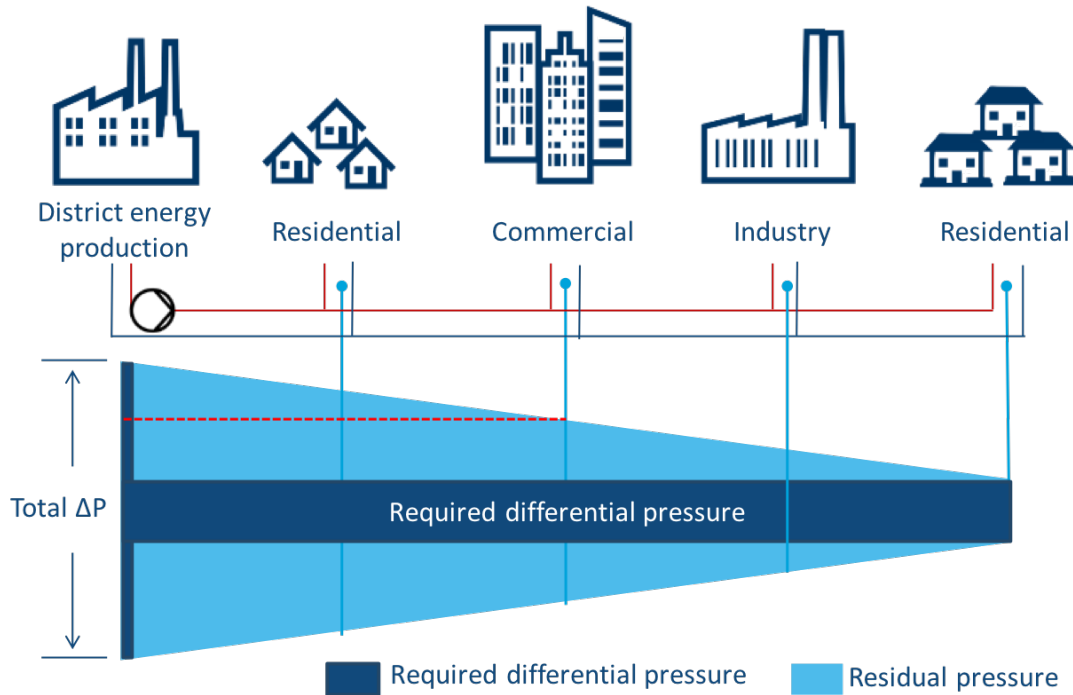 District energy
production
Residential
Commercial
Industry
Residential
Total ΔP
Required differential pressure
Required differential pressure
Residual pressure